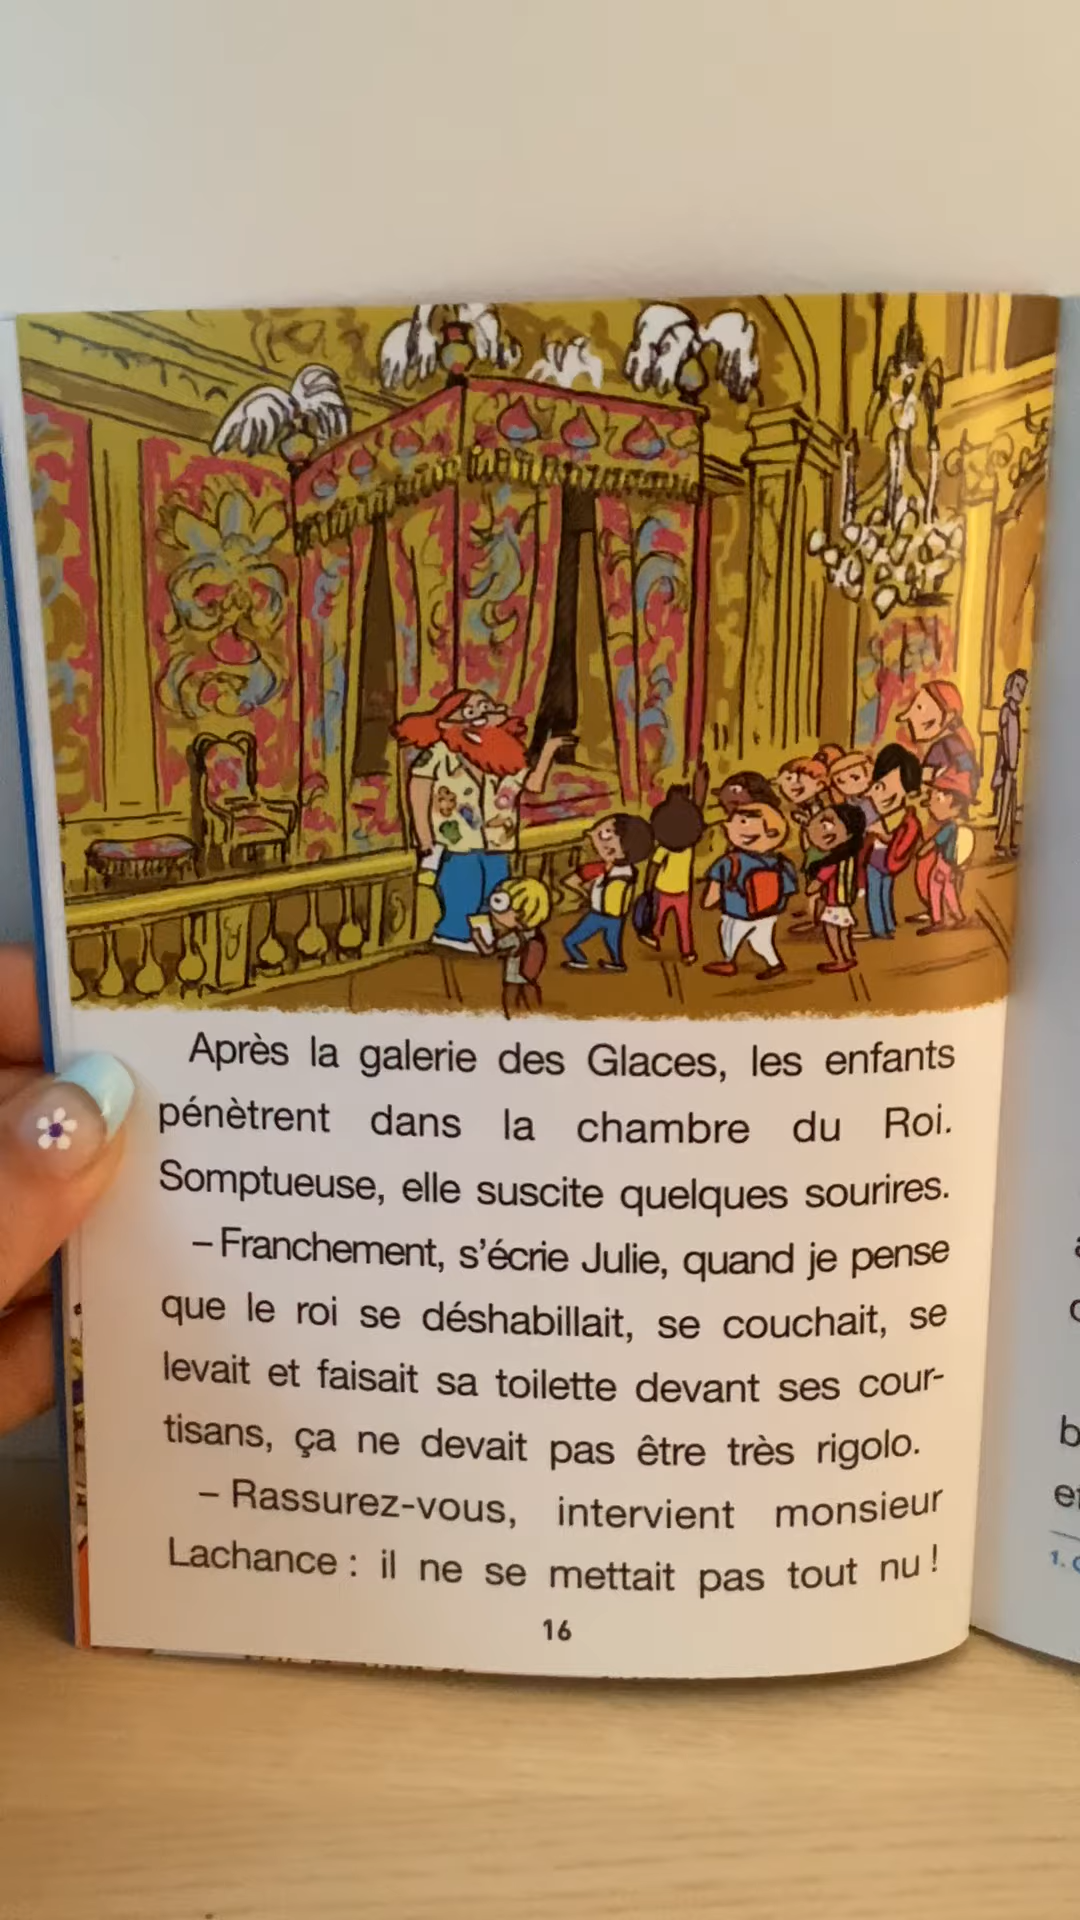 Après la galerie des Glaces, les enfants
pénètrent dans la chambre du Roi.
Somptueuse, elle suscite quelques sourires.
– Franchement, s'écrie Julie, quand je pense
que le roi se déshabillait, se couchait, se
levait et faisait sa toilette devant ses cour-
tisans, ça ne devait pas être très rigolo.
– Rassurez-vous, intervient monsieur
Lachance : il ne se mettait pas tout nu !
16